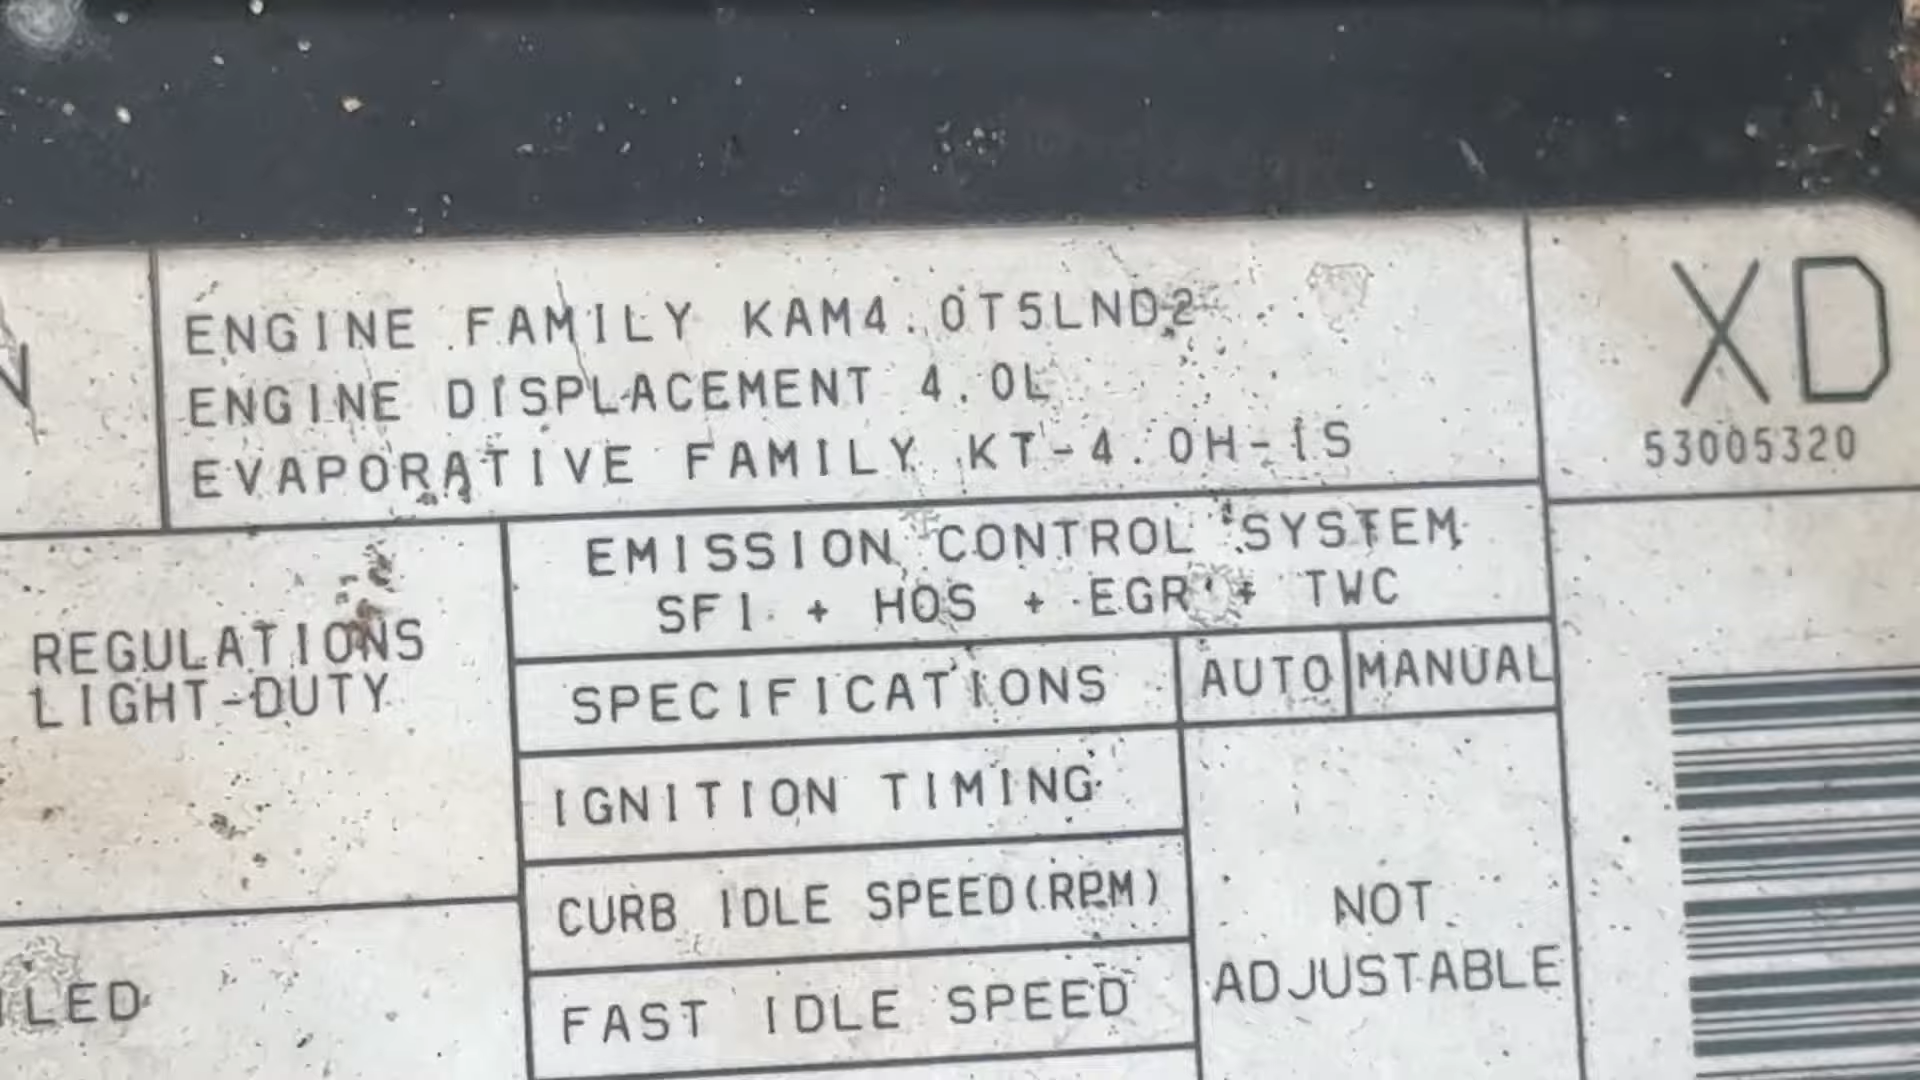 N
ENGINE FAMILY KAM4.0T5LND2
ENGINE DISPLACEMENT 4.0L
EVAPORATIVE FAMILY KT-4.0H-1S
XD
53005320
REGULATIONS
LIGHT-DUTY
EMISSION CONTROL SYSTEM
SFI + HOS + EGR + TWC
SPECIFICATIONS AUTO MANUAL
IGNITION TIMING
CURB IDLE SPEED(RPM)
FAST IDLE SPEED
NOT
ADJUSTABLE
LED